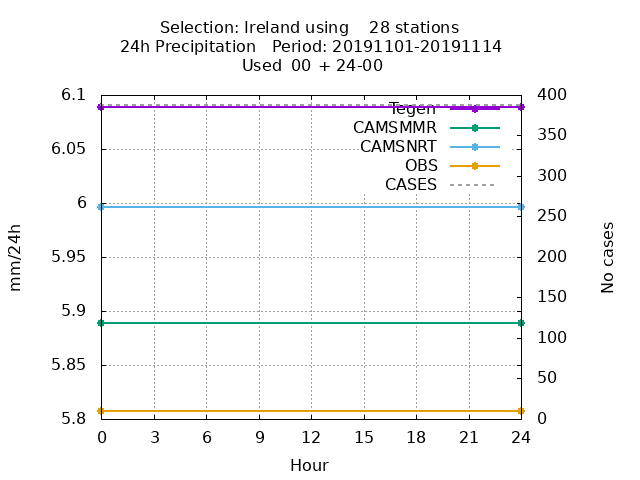 Selection: Ireland using 28 stations
24h Precipitation Period: 20191101-20191114
Used 00 + 24-00
6.1
6.05
6
5.95
5.9
5.85
5.8
mm/24h
400
350
300
250
200
150
100
50
0
No cases
Tegen
CAMSMMR
CAMSNRT
OBS
CASES
0 3 6 9 12 15 18 21 24
Hour